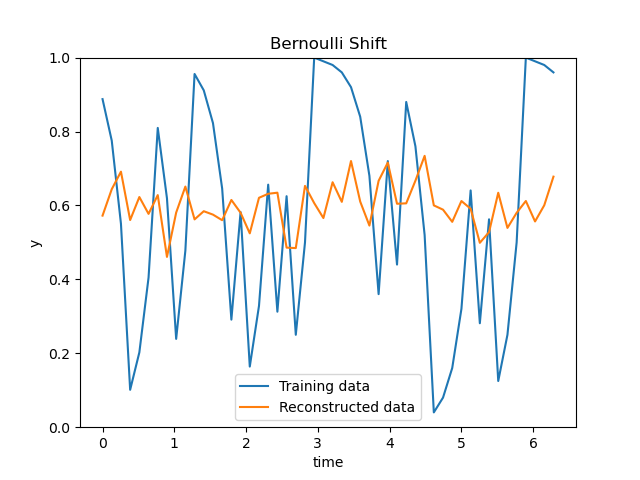 Bernoulli Shift
1.0
0.8
0.6
0.4
0.2
0.0
y
Training data
Reconstructed data
0 1 2 3 4 5 6
time